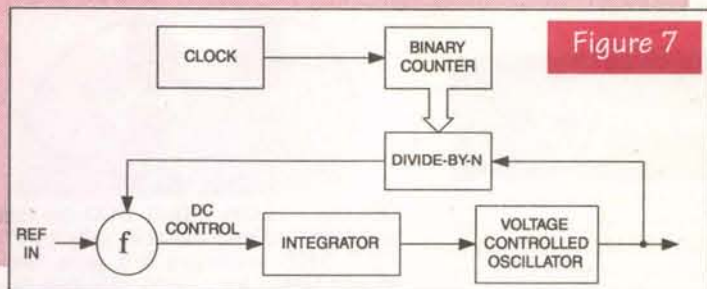 Figure 7
CLOCK
BINARY
COUNTER
DIVIDE-BY-N
REF
IN
f
DC
CONTROL
INTEGRATOR
VOLTAGE
CONTROLLED
OSCILLATOR